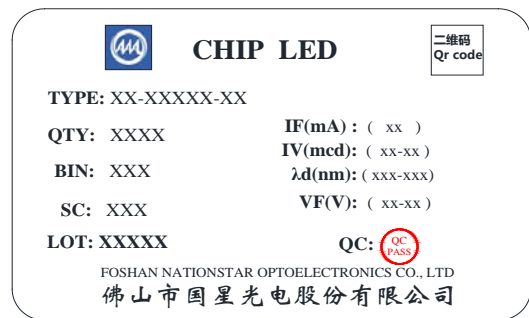 CHIP LED
二维码
Qr code
TYPE: XX-XXXXX-XX
QTY: XXXX
BIN: XXX
SC: XXX
LOT: XXXXX
IF(mA) : ( xx )
IV(mcd): ( xx-xx )
λd(nm): ( xxx-xxx)
VF(V): ( xx-xx )
QC:
QC
PASS
FOSHAN NATIONSTAR OPTOELECTRONICS CO., LTD
佛山市国星光电股份有限公司